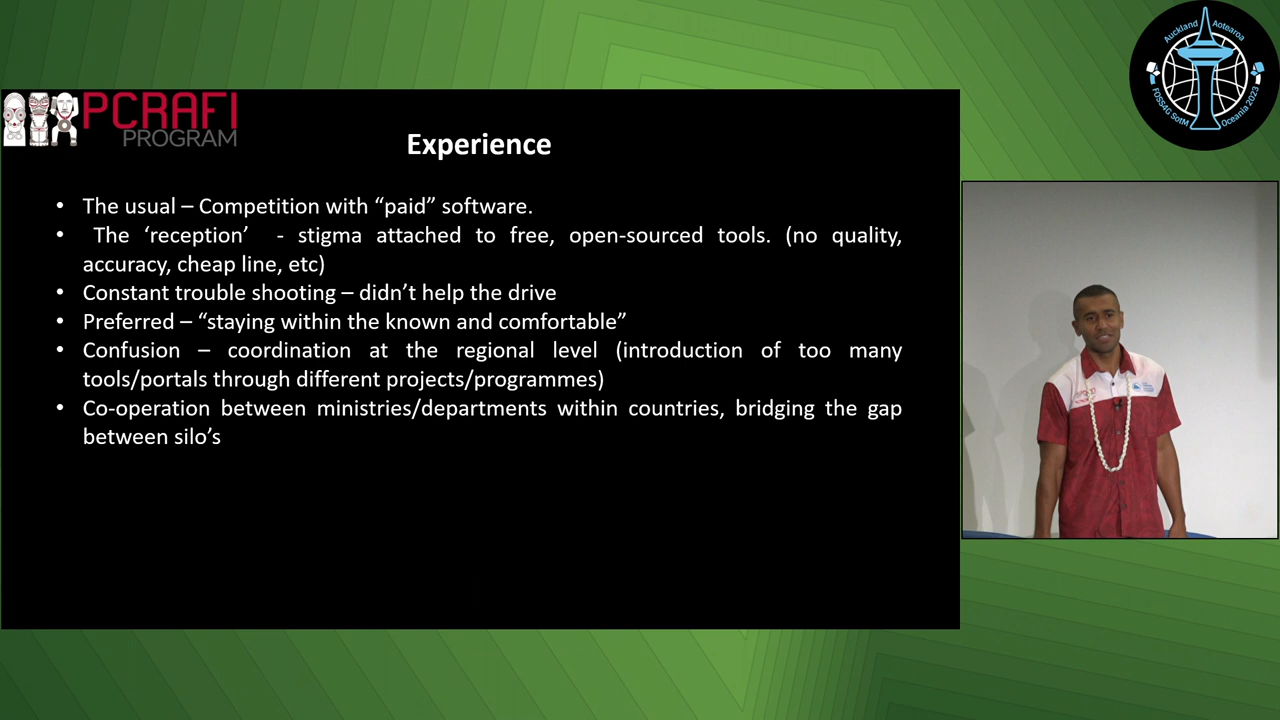 Auckland Aotearoa
FOSS4G SotM Oceania 2023
PCRAFI
PROGRAM
Experience
• The usual – Competition with “paid” software.
• The ‘reception’ - stigma attached to free, open-sourced tools. (no quality,
accuracy, cheap line, etc)
• Constant trouble shooting – didn’t help the drive
• Preferred – “staying within the known and comfortable”
• Confusion – coordination at the regional level (introduction of too many
tools/portals through different projects/programmes)
• Co-operation between ministries/departments within countries, bridging the gap
between silo’s